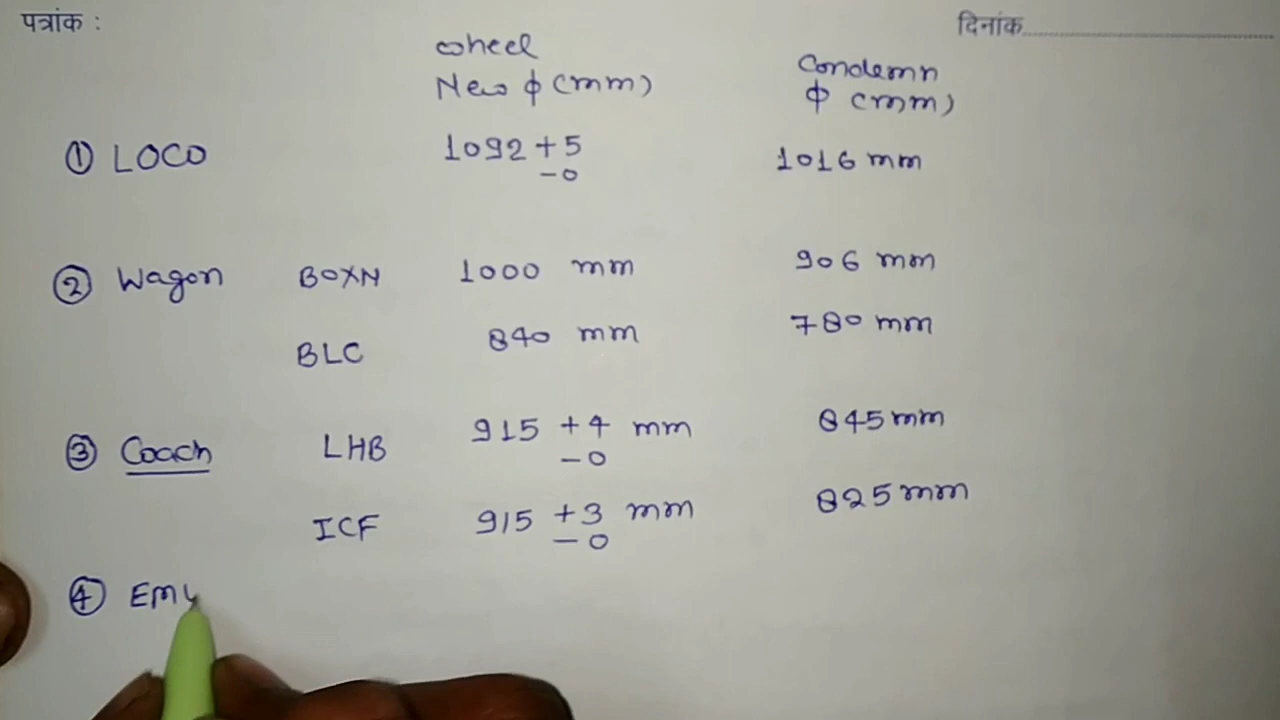 पत्रांक :
दिनांक
wheel
New ϕ (mm)
Condemn
ϕ (mm)
① LOCO 1092 +5 -0 1016 mm
② Wagon BOXN 1000 mm 906 mm
BLC 840 mm 780 mm
③ Coach LHB 915 +4 -0 mm 845 mm
ICF 915 +3 -0 mm 825 mm
④ EMU